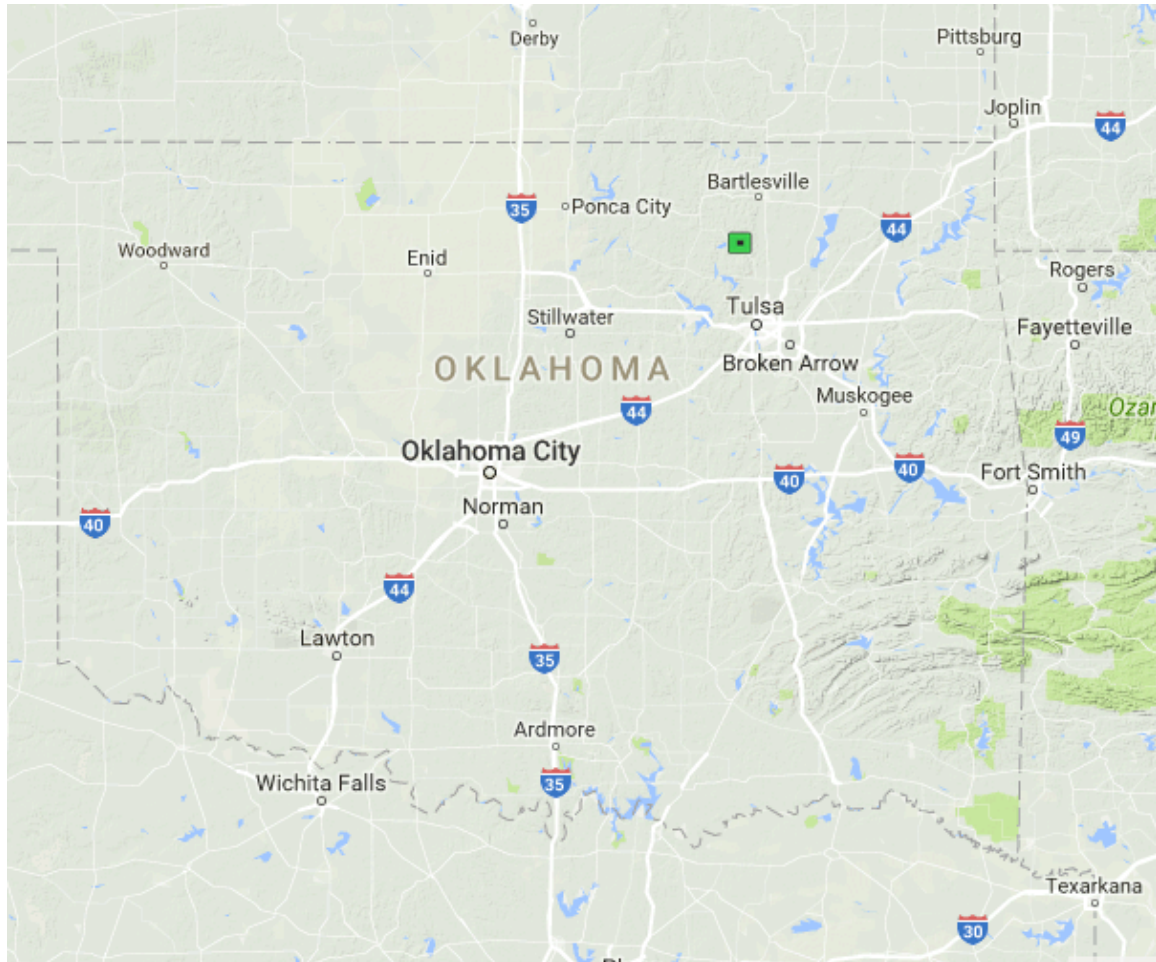 Derby
Pittsburg
Joplin
44
Bartlesville
35
Ponca City
44
Woodward
Enid
Rogers
Tulsa
Stillwater
Fayetteville
OKLAHOMA
Broken Arrow
Muskogee
44
Ozar
49
Oklahoma City
40
40
Fort Smith
Norman
40
44
Lawton
35
Ardmore
Wichita Falls
35
Texarkana
30